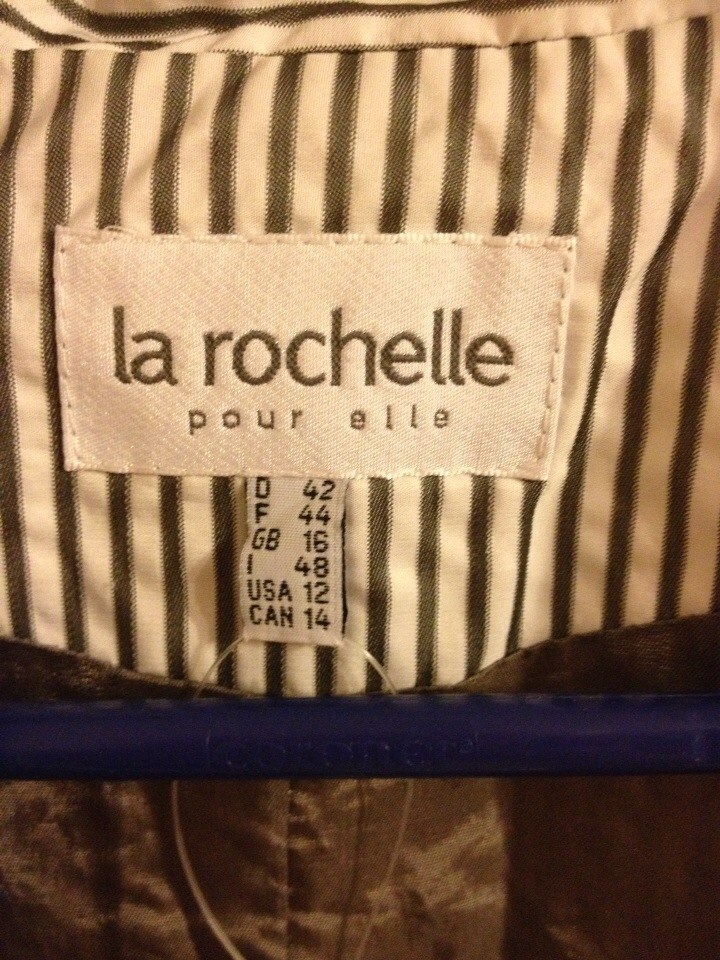 la rochelle
pour elle
D 42
F 44
GB 16
I 48
USA 12
CAN 14